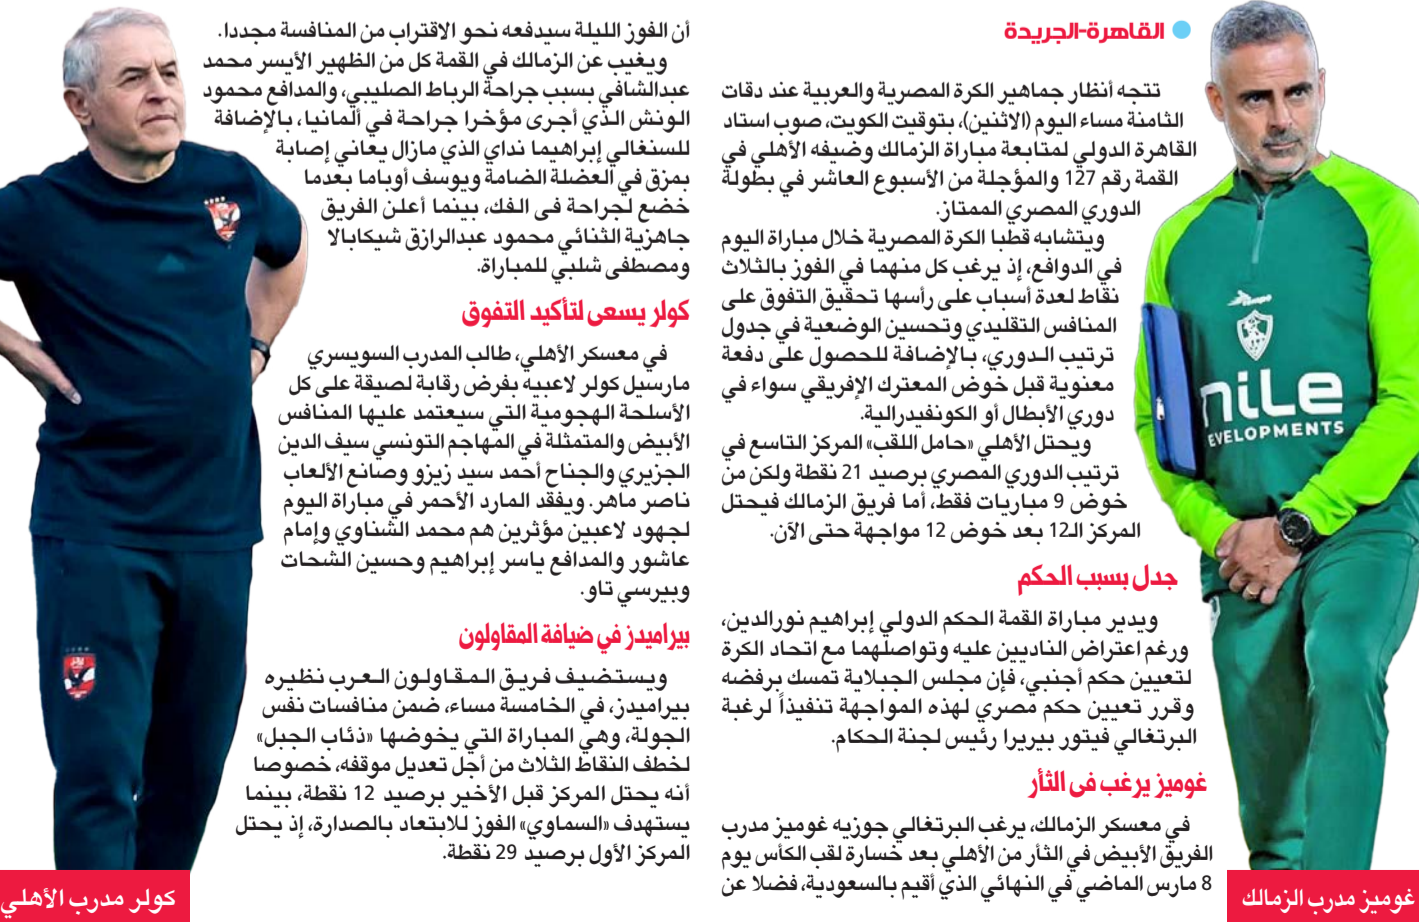 القاهرة-الجريدة
تتجه أنظار جماهير الكرة المصرية والعربية عند دقات
الثامنة مساء اليوم (الاثنين)، بتوقيت الكويت، صوب استاد
القاهرة الدولي لمتابعة مباراة الزمالك وضيفه الأهلي في
القمة رقم 127 والمؤجلة من الأسبوع العاشر في بطولة
الدوري المصري الممتاز.
ويتشابه قطبا الكرة المصرية خلال مباراة اليوم
في الدوافع، إذ يرغب كل منهما في الفوز بالثلاث
نقاط لعدة أسباب على رأسها تحقيق التفوق على
المنافس التقليدي وتحسين الوضعية في جدول
ترتيب الدوري، بالإضافة للحصول على دفعة
معنوية قبل خوض المعترك الإفريقي سواء في
دوري الأبطال أو الكونفيدرالية.
ويحتل الأهلي «حامل اللقب» المركز التاسع في
ترتيب الدوري المصري برصيد 21 نقطة ولكن من
خوض 9 مباريات فقط، أما فريق الزمالك فيحتل
المركز الـ12 بعد خوض 12 مواجهة حتى الآن.
جدل بسبب الحكم
ويدير مباراة القمة الحكم الدولي إبراهيم نورالدين،
ورغم اعتراض الناديين عليه وتواصلهما مع اتحاد الكرة
لتعيين حكم أجنبي، فإن مجلس الجبلاية تمسك برفضه
وقرر تعيين حكم مصري لهذه المواجهة تنفيذاً لرغبة
البرتغالي فيتور بيريرا رئيس لجنة الحكام.
غوميز يرغب فى الثأر
في معسكر الزمالك، يرغب البرتغالي جوزيه غوميز مدرب
الفريق الأبيض في الثأر من الأهلي بعد خسارة لقب الكأس يوم
8 مارس الماضي في النهائي الذي أقيم بالسعودية، فضلا عن
أن الفوز الليلة سيدفعه نحو الاقتراب من المنافسة مجددا.
ويغيب عن الزمالك في القمة كل من الظهير الأيسر محمد
عبدالشافي بسبب جراحة الرباط الصليبي، والمدافع محمود
الونش الذي أجرى مؤخرا جراحة في ألمانيا، بالإضافة
للسنغالي إبراهيما نداي الذي مازال يعاني إصابة
بمزق في العضلة الضامة ويوسف أوباما بعدما
خضع لجراحة فى الفك، بينما أعلن الفريق
جاهزية الثنائي محمود عبدالرازق شيكابالا
ومصطفى شلبي للمباراة.
كولر يسعى لتأكيد التفوق
في معسكر الأهلي، طالب المدرب السويسري
مارسيل كولر لاعبيه بفرض رقابة لصيقة على كل
الأسلحة الهجومية التي سيعتمد عليها المنافس
الأبيض والمتمثلة في المهاجم التونسي سيف الدين
الجزيري والجناح أحمد سيد زيزو وصانع الألعاب
ناصر ماهر. ويفقد المارد الأحمر في مباراة اليوم
لجهود لاعبين مؤثرين هم محمد الشناوي وإمام
عاشور والمدافع ياسر إبراهيم وحسين الشحات
وبيرسي تاو.
بيراميدز في ضيافة المقاولون
ويستضيف فريق المقاولون العرب نظيره
بيراميدز، في الخامسة مساء، ضمن منافسات نفس
الجولة، وهي المباراة التي يخوضها «ذئاب الجبل»
لخطف النقاط الثلاث من أجل تعديل موقفه، خصوصا
أنه يحتل المركز قبل الأخير برصيد 12 نقطة، بينما
يستهدف «السماوي» الفوز للابتعاد بالصدارة، إذ يحتل
المركز الأول برصيد 29 نقطة.
nile
EVELOPMENTS
غوميز مدرب الزمالك
كولر مدرب الأهلي